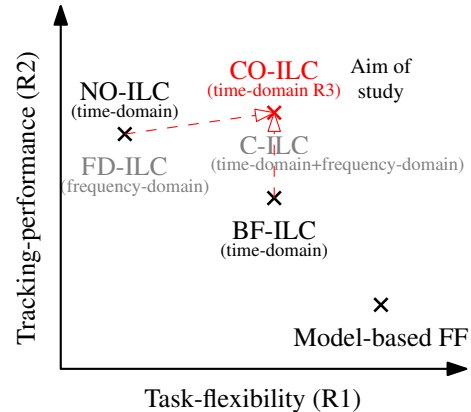 Tracking-performance (R2)
CO-ILC
(time-domain R3)
Aim of
study
NO-ILC
(time-domain)
FD-ILC
(frequency-domain)
C-ILC
(time-domain+frequency-domain)
BF-ILC
(time-domain)
Model-based FF
Task-flexibility (R1)